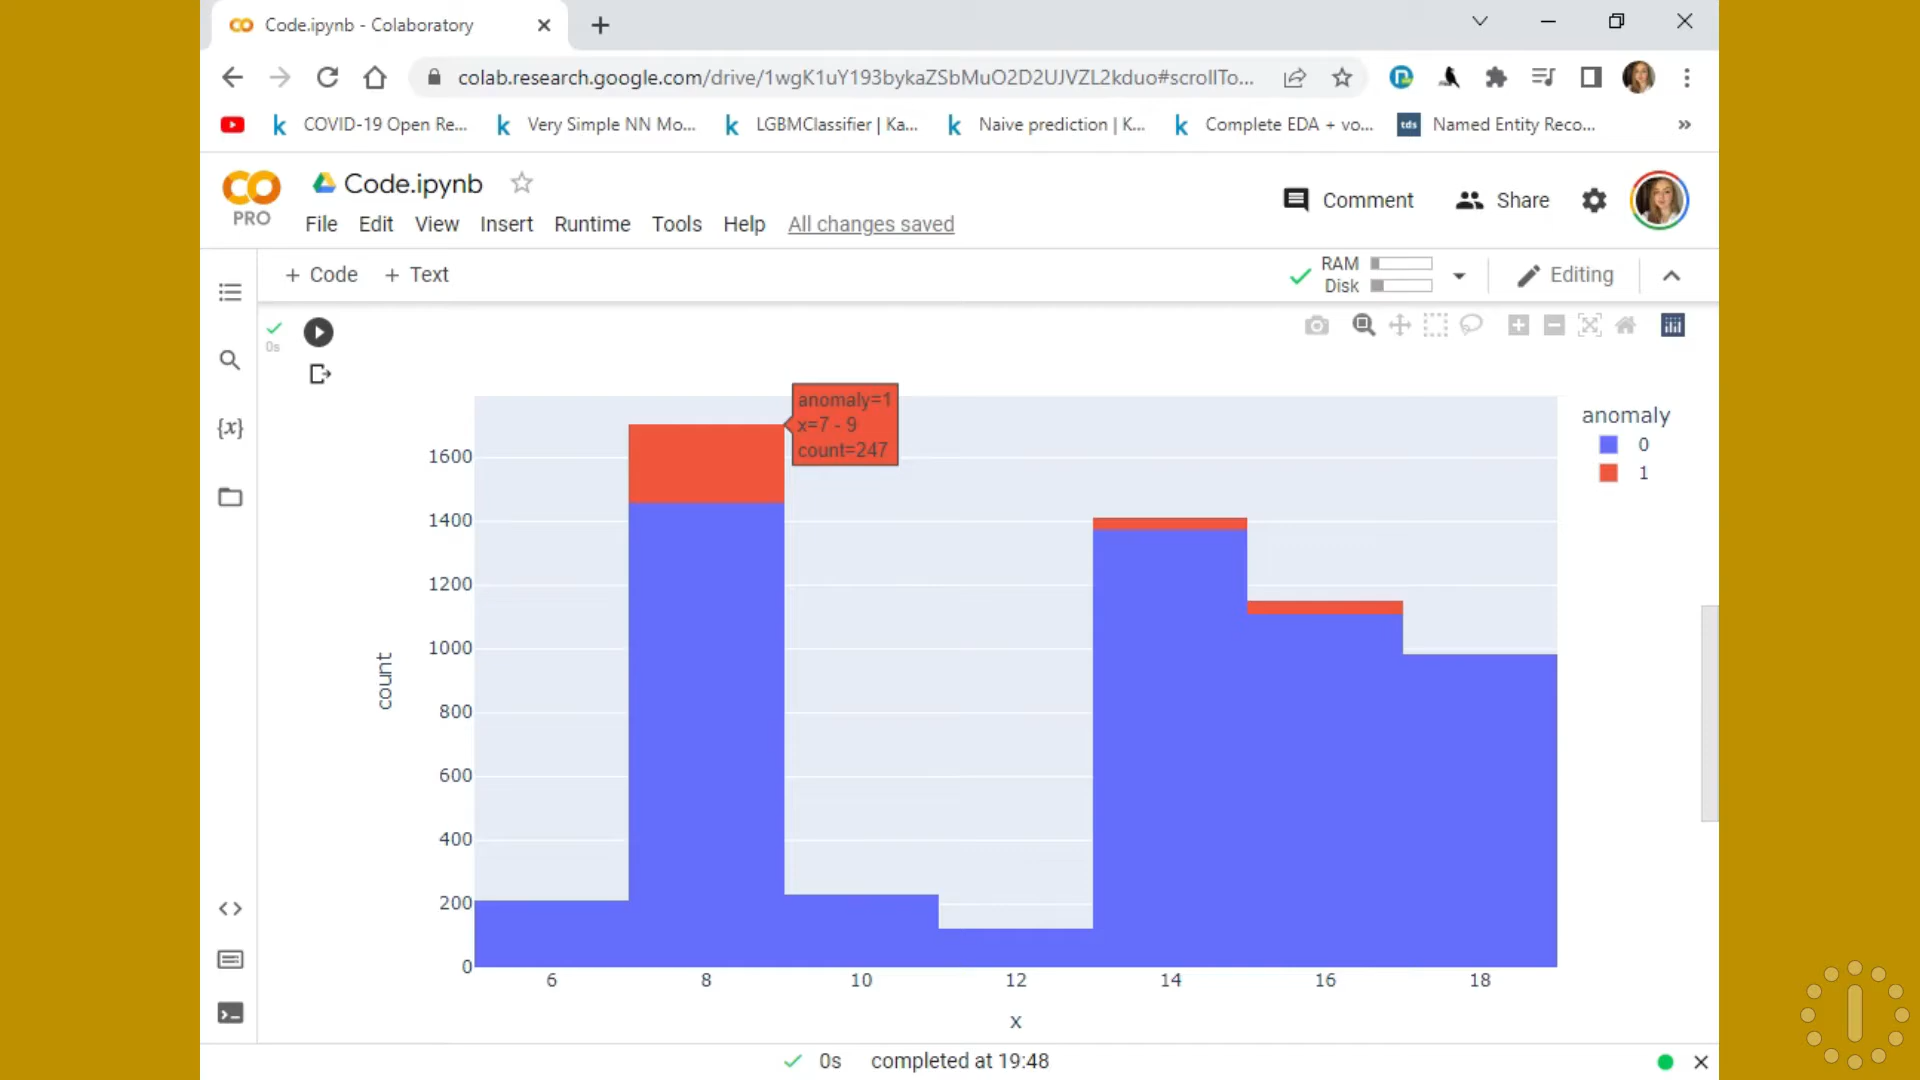 Code.ipynb - Colaboratory
colab.research.google.com/drive/1wgK1uY193bykaZSbMuO2D2UJVZL2kduo#scrollTo...
COVID-19 Open Re... Very Simple NN Mo... LGBMClassifier | Ka... Naive prediction | K... Complete EDA + vo... tds Named Entity Reco... »
CO PRO
Code.ipynb
Comment Share
File Edit View Insert Runtime Tools Help All changes saved
+ Code + Text
RAM
Disk
Editing
0s
{x}
anomaly=1
x=7 - 9
count=247
anomaly
0
1
1600
1400
1200
1000
800
600
400
200
0
count
6 8 10 12 14 16 18
x
0s completed at 19:48